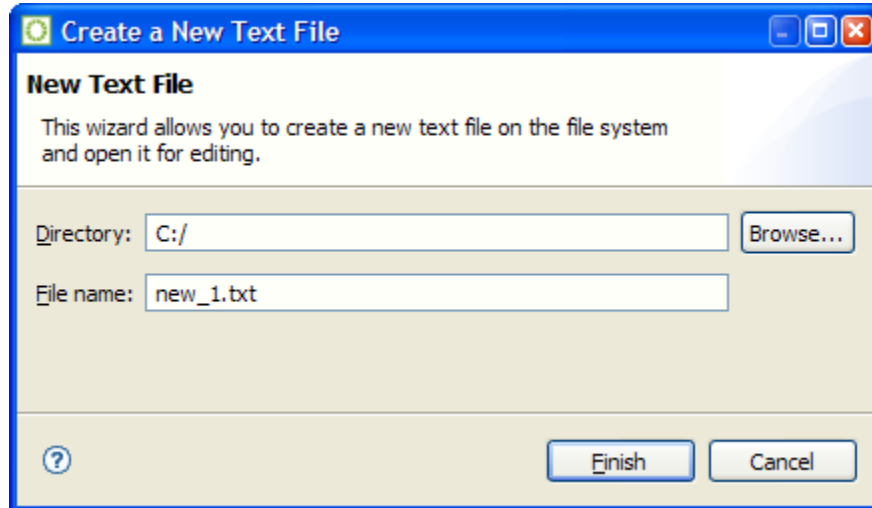 Create a New Text File
New Text File
This wizard allows you to create a new text file on the file system
and open it for editing.
Directory: C:/ Browse...
File name: new_1.txt
? Finish Cancel